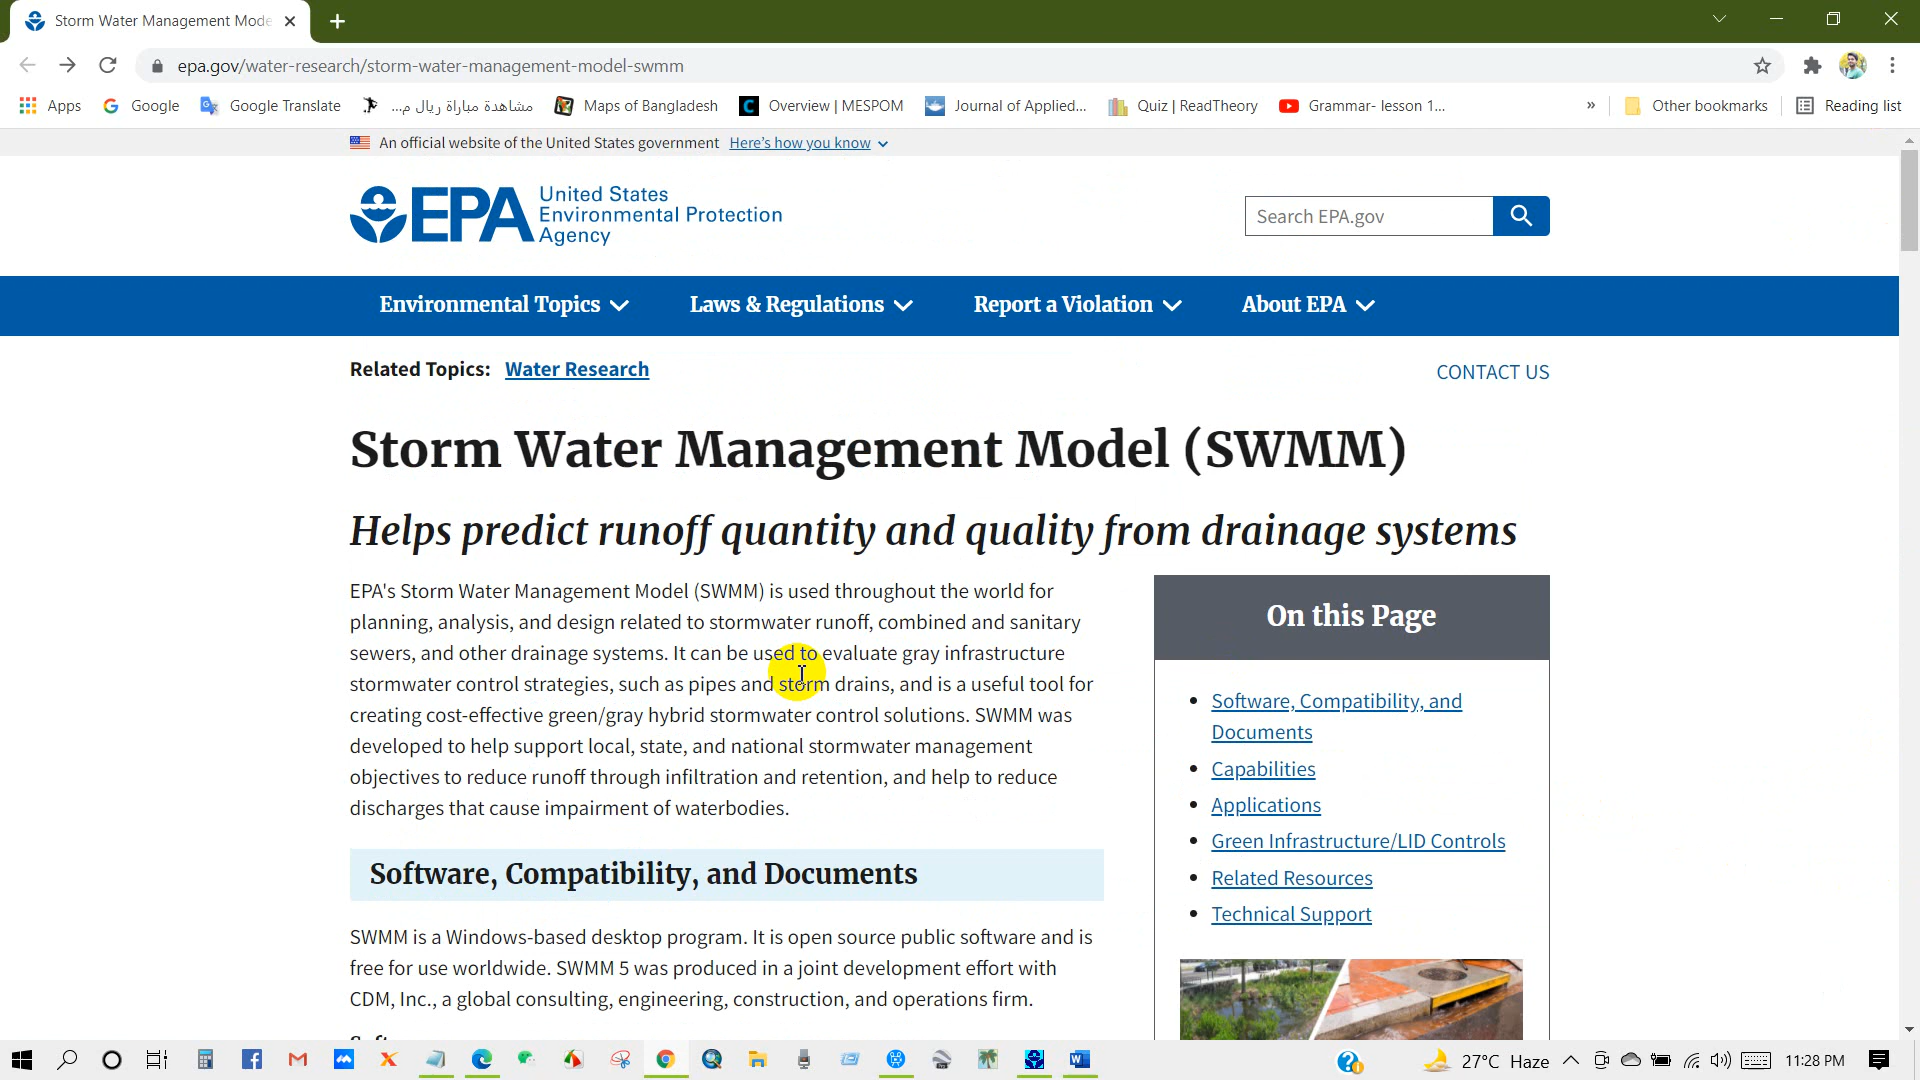 Storm Water Management Mode
epa.gov/water-research/storm-water-management-model-swmm
Apps Google Google Translate مشاهدة مباراة ريال م... Maps of Bangladesh Overview | MESPOM Journal of Applied... Quiz | ReadTheory Grammar- lesson 1... » Other bookmarks Reading list
An official website of the United States government Here's how you know
EPA United States
Environmental Protection
Agency
Search EPA.gov
Environmental Topics Laws & Regulations Report a Violation About EPA
Related Topics: Water Research
CONTACT US
Storm Water Management Model (SWMM)
Helps predict runoff quantity and quality from drainage systems
EPA's Storm Water Management Model (SWMM) is used throughout the world for
planning, analysis, and design related to stormwater runoff, combined and sanitary
sewers, and other drainage systems. It can be used to evaluate gray infrastructure
stormwater control strategies, such as pipes and storm drains, and is a useful tool for
creating cost-effective green/gray hybrid stormwater control solutions. SWMM was
developed to help support local, state, and national stormwater management
objectives to reduce runoff through infiltration and retention, and help to reduce
discharges that cause impairment of waterbodies.
Software, Compatibility, and Documents
SWMM is a Windows-based desktop program. It is open source public software and is
free for use worldwide. SWMM 5 was produced in a joint development effort with
CDM, Inc., a global consulting, engineering, construction, and operations firm.
On this Page
Software, Compatibility, and
Documents
Capabilities
Applications
Green Infrastructure/LID Controls
Related Resources
Technical Support
27°C Haze 11:28 PM